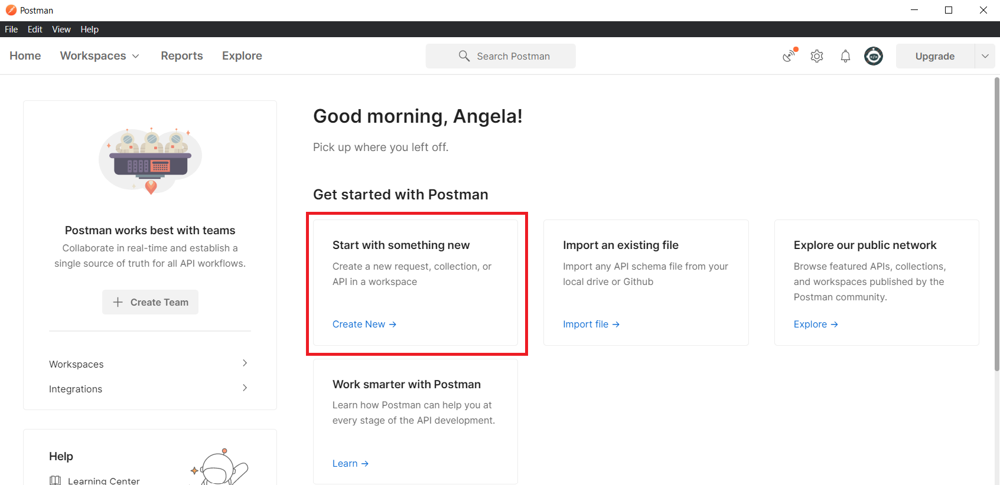 Postman
File Edit View Help
Home Workspaces Reports Explore Search Postman Upgrade
Postman works best with teams
Collaborate in real-time and establish a
single source of truth for all API workflows.
Create Team
Workspaces
Integrations
Help
Learning Center
Good morning, Angela!
Pick up where you left off.
Get started with Postman
Start with something new
Create a new request, collection, or
API in a workspace
Create New →
Import an existing file
Import any API schema file from your
local drive or Github
Import file →
Explore our public network
Browse featured APIs, collections,
and workspaces published by the
Postman community.
Explore →
Work smarter with Postman
Learn how Postman can help you at
every stage of the API development.
Learn →